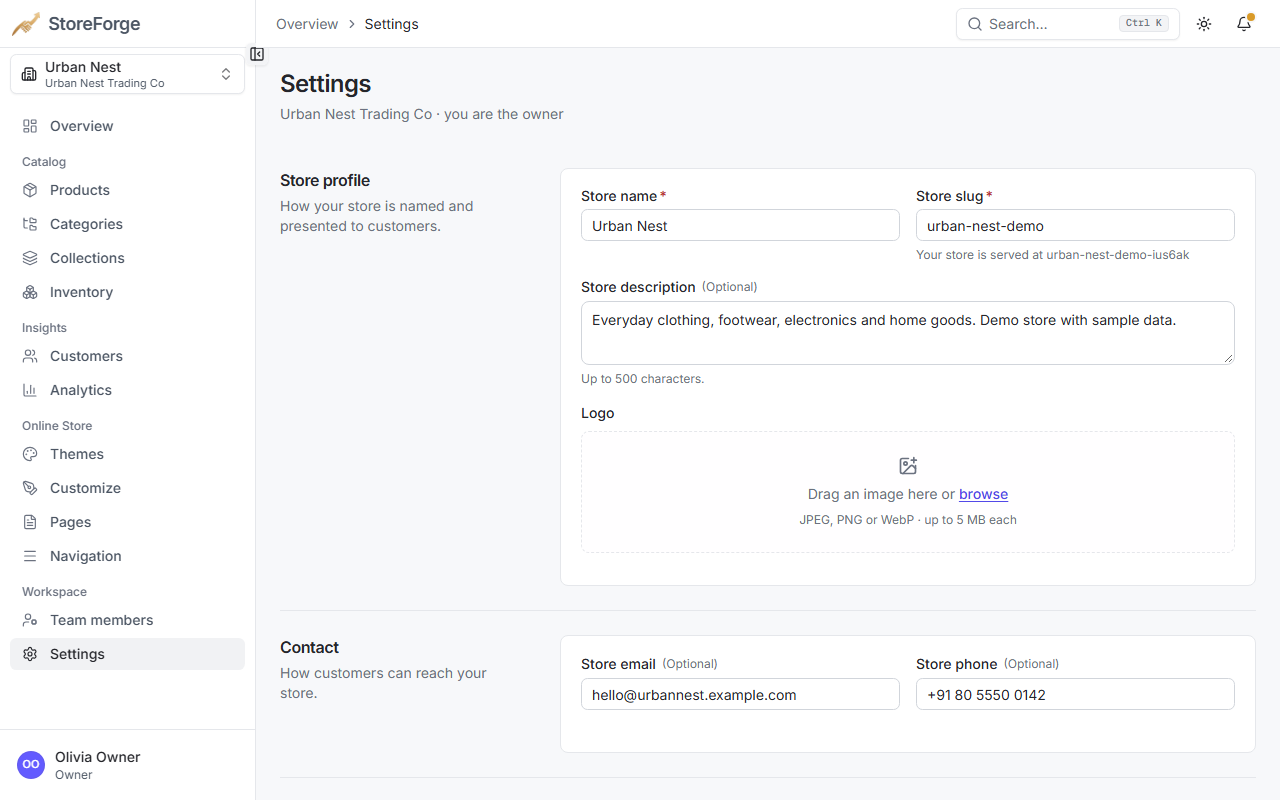 StoreForge
Overview > Settings
Search...
Ctrl K
Urban Nest
Urban Nest Trading Co
Overview
Catalog
Products
Categories
Collections
Inventory
Insights
Customers
Analytics
Online Store
Themes
Customize
Pages
Navigation
Workspace
Team members
Settings
OO
Olivia Owner
Owner
Settings
Urban Nest Trading Co · you are the owner
Store profile
How your store is named and
presented to customers.
Store name*
Urban Nest
Store slug*
urban-nest-demo
Your store is served at urban-nest-demo-ius6ak
Store description (Optional)
Everyday clothing, footwear, electronics and home goods. Demo store with sample data.
Up to 500 characters.
Logo
Drag an image here or browse
JPEG, PNG or WebP · up to 5 MB each
Contact
How customers can reach your
store.
Store email (Optional)
hello@urbannest.example.com
Store phone (Optional)
+91 80 5550 0142